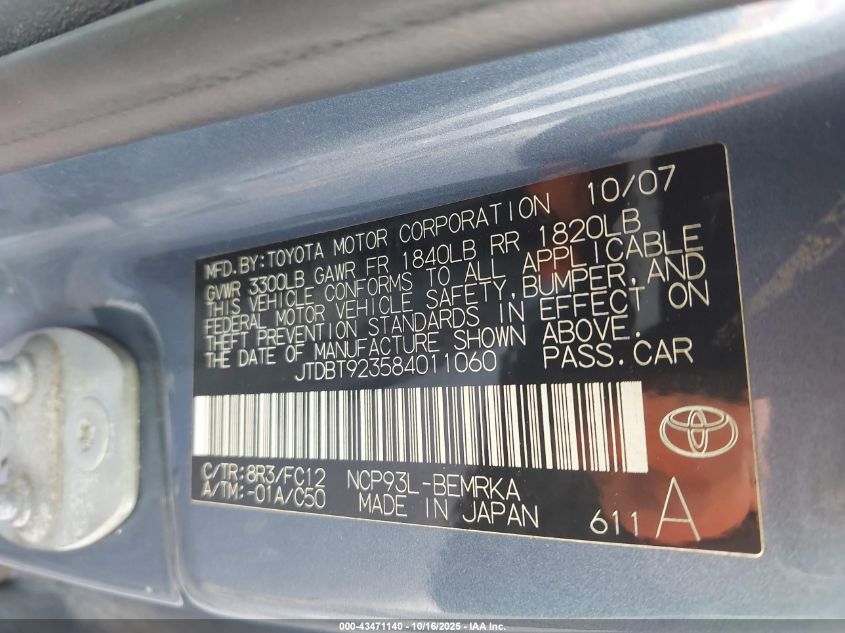 MFD.BY:TOYOTA MOTOR CORPORATION 10/07
GVWR 3300LB GAWR FR 1840LB RR 1820LB
THIS VEHICLE CONFORMS TO ALL APPLICABLE
FEDERAL MOTOR VEHICLE SAFETY,BUMPER,AND
THEFT PREVENTION STANDARDS IN EFFECT ON
THE DATE OF MANUFACTURE SHOWN ABOVE.
JTDBT923584011060 PASS.CAR
C/TR:8R3/FC12 NCP93L-BEMRKA
A/TM:-01A/C50 MADE IN JAPAN 611 A
000-43471140 - 10/16/2025 - IAA Inc.